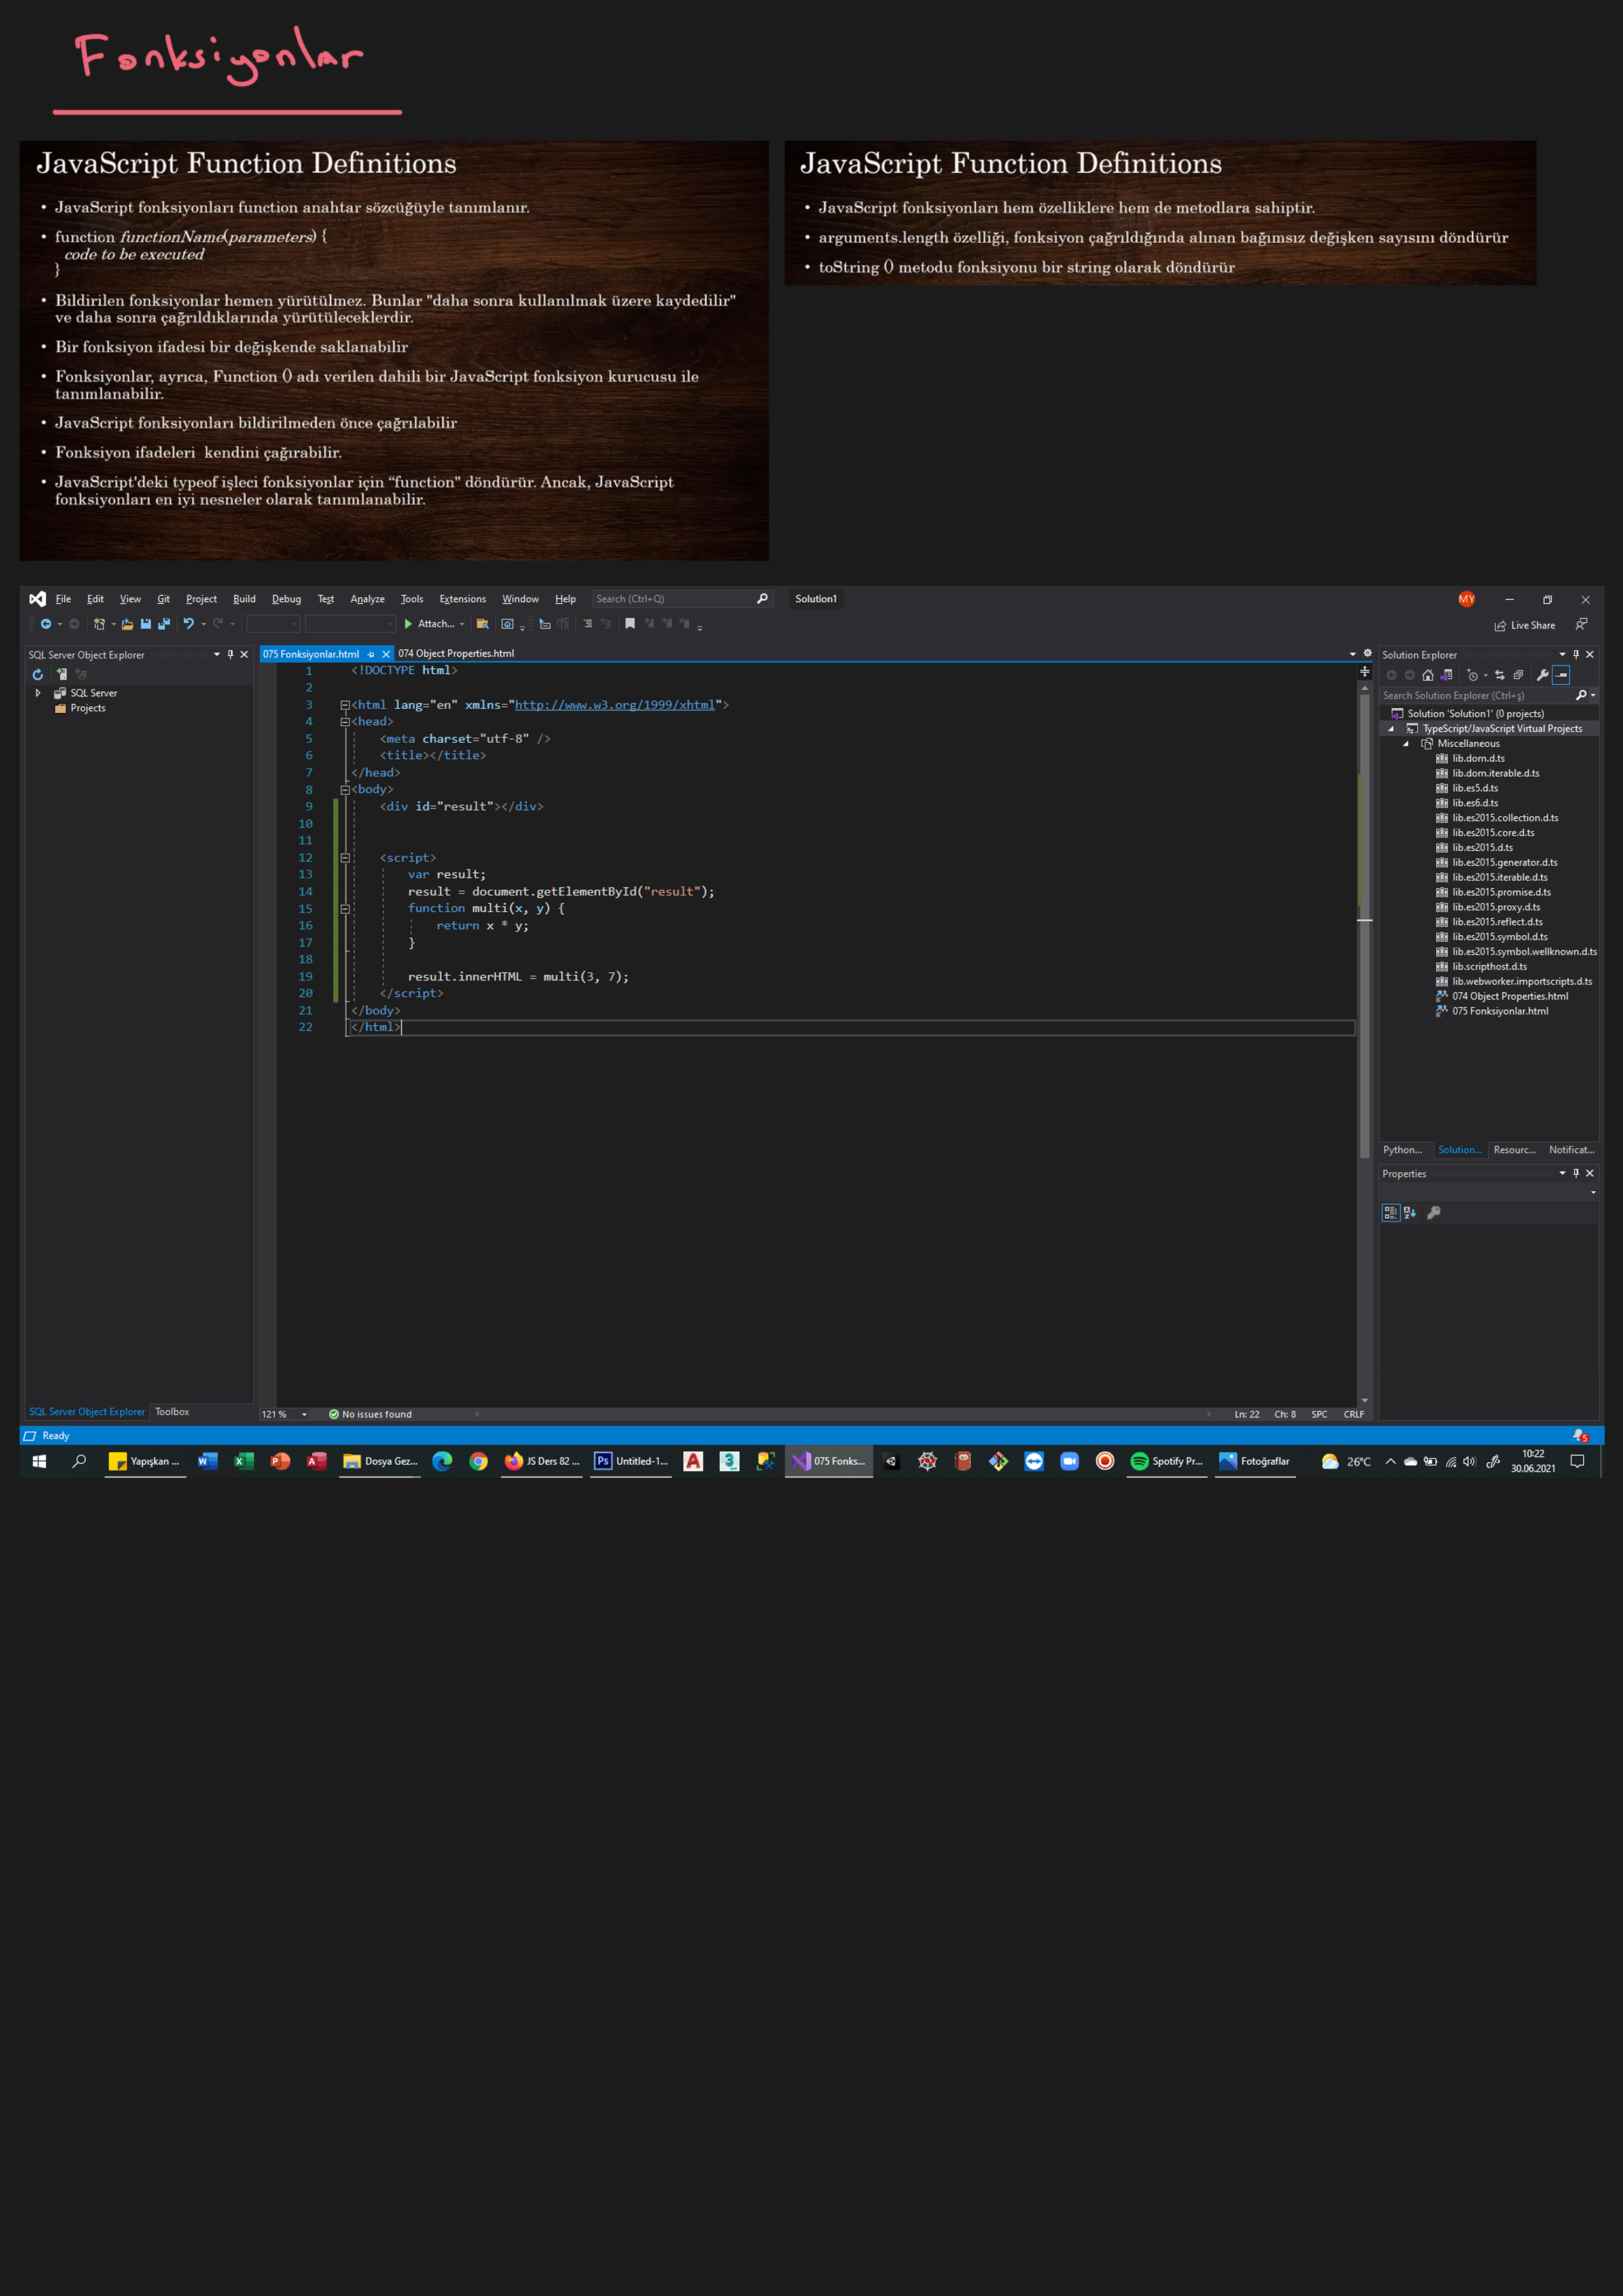 Fonksiyonlar
JavaScript Function Definitions
• JavaScript fonksiyonları function anahtar sözcüğüyle tanımlanır.
• function functionName(parameters) {
code to be executed
}
• Bildirilen fonksiyonlar hemen yürütülmez. Bunlar "daha sonra kullanılmak üzere kaydedilir"
ve daha sonra çağrıldıklarında yürütüleceklerdir.
• Bir fonksiyon ifadesi bir değişkende saklanabilir
• Fonksiyonlar, ayrıca, Function () adı verilen dahili bir JavaScript fonksiyon kurucusu ile
tanımlanabilir.
• JavaScript fonksiyonları bildirilmeden önce çağrılabilir
• Fonksiyon ifadeleri  kendini çağırabilir.
• JavaScript'deki typeof işleci fonksiyonlar için “function" döndürür. Ancak, JavaScript
fonksiyonları en iyi nesneler olarak tanımlanabilir.
JavaScript Function Definitions
• JavaScript fonksiyonları hem özelliklere hem de metodlara sahiptir.
• arguments.length özelliği, fonksiyon çağrıldığında alınan bağımsız değişken sayısını döndürür
• toString () metodu fonksiyonu bir string olarak döndürür
File Edit View Git Project Build Debug Test Analyze Tools Extensions Window Help Search (Ctrl+Q) Solution1 MY
Attach... Live Share
SQL Server Object Explorer
SQL Server
Projects
075 Fonksiyonlar.html 074 Object Properties.html
1 <!DOCTYPE html>
2
3 <html lang="en" xmlns="http://www.w3.org/1999/xhtml">
4 <head>
5 <meta charset="utf-8" />
6 <title></title>
7 </head>
8 <body>
9 <div id="result"></div>
10
11
12 <script>
13 var result;
14 result = document.getElementById("result");
15 function multi(x, y) {
16 return x * y;
17 }
18
19 result.innerHTML = multi(3, 7);
20 </script>
21 </body>
22 </html>
Solution Explorer
Search Solution Explorer (Ctrl+ş)
Solution 'Solution1' (0 projects)
TypeScript/JavaScript Virtual Projects
Miscellaneous
lib.dom.d.ts
lib.dom.iterable.d.ts
lib.es5.d.ts
lib.es6.d.ts
lib.es2015.collection.d.ts
lib.es2015.core.d.ts
lib.es2015.d.ts
lib.es2015.generator.d.ts
lib.es2015.iterable.d.ts
lib.es2015.promise.d.ts
lib.es2015.proxy.d.ts
lib.es2015.reflect.d.ts
lib.es2015.symbol.d.ts
lib.es2015.symbol.wellknown.d.ts
lib.scripthost.d.ts
lib.webworker.importscripts.d.ts
074 Object Properties.html
075 Fonksiyonlar.html
Python... Solution... Resourc... Notificat...
Properties
SQL Server Object Explorer Toolbox
121 % No issues found Ln: 22 Ch: 8 SPC CRLF
Ready 5
Yapışkan ... Dosya Gez... JS Ders 82 ... Ps Untitled-1... 075 Fonks... Spotify Pr... Fotoğraflar 26°C 10:22
30.06.2021